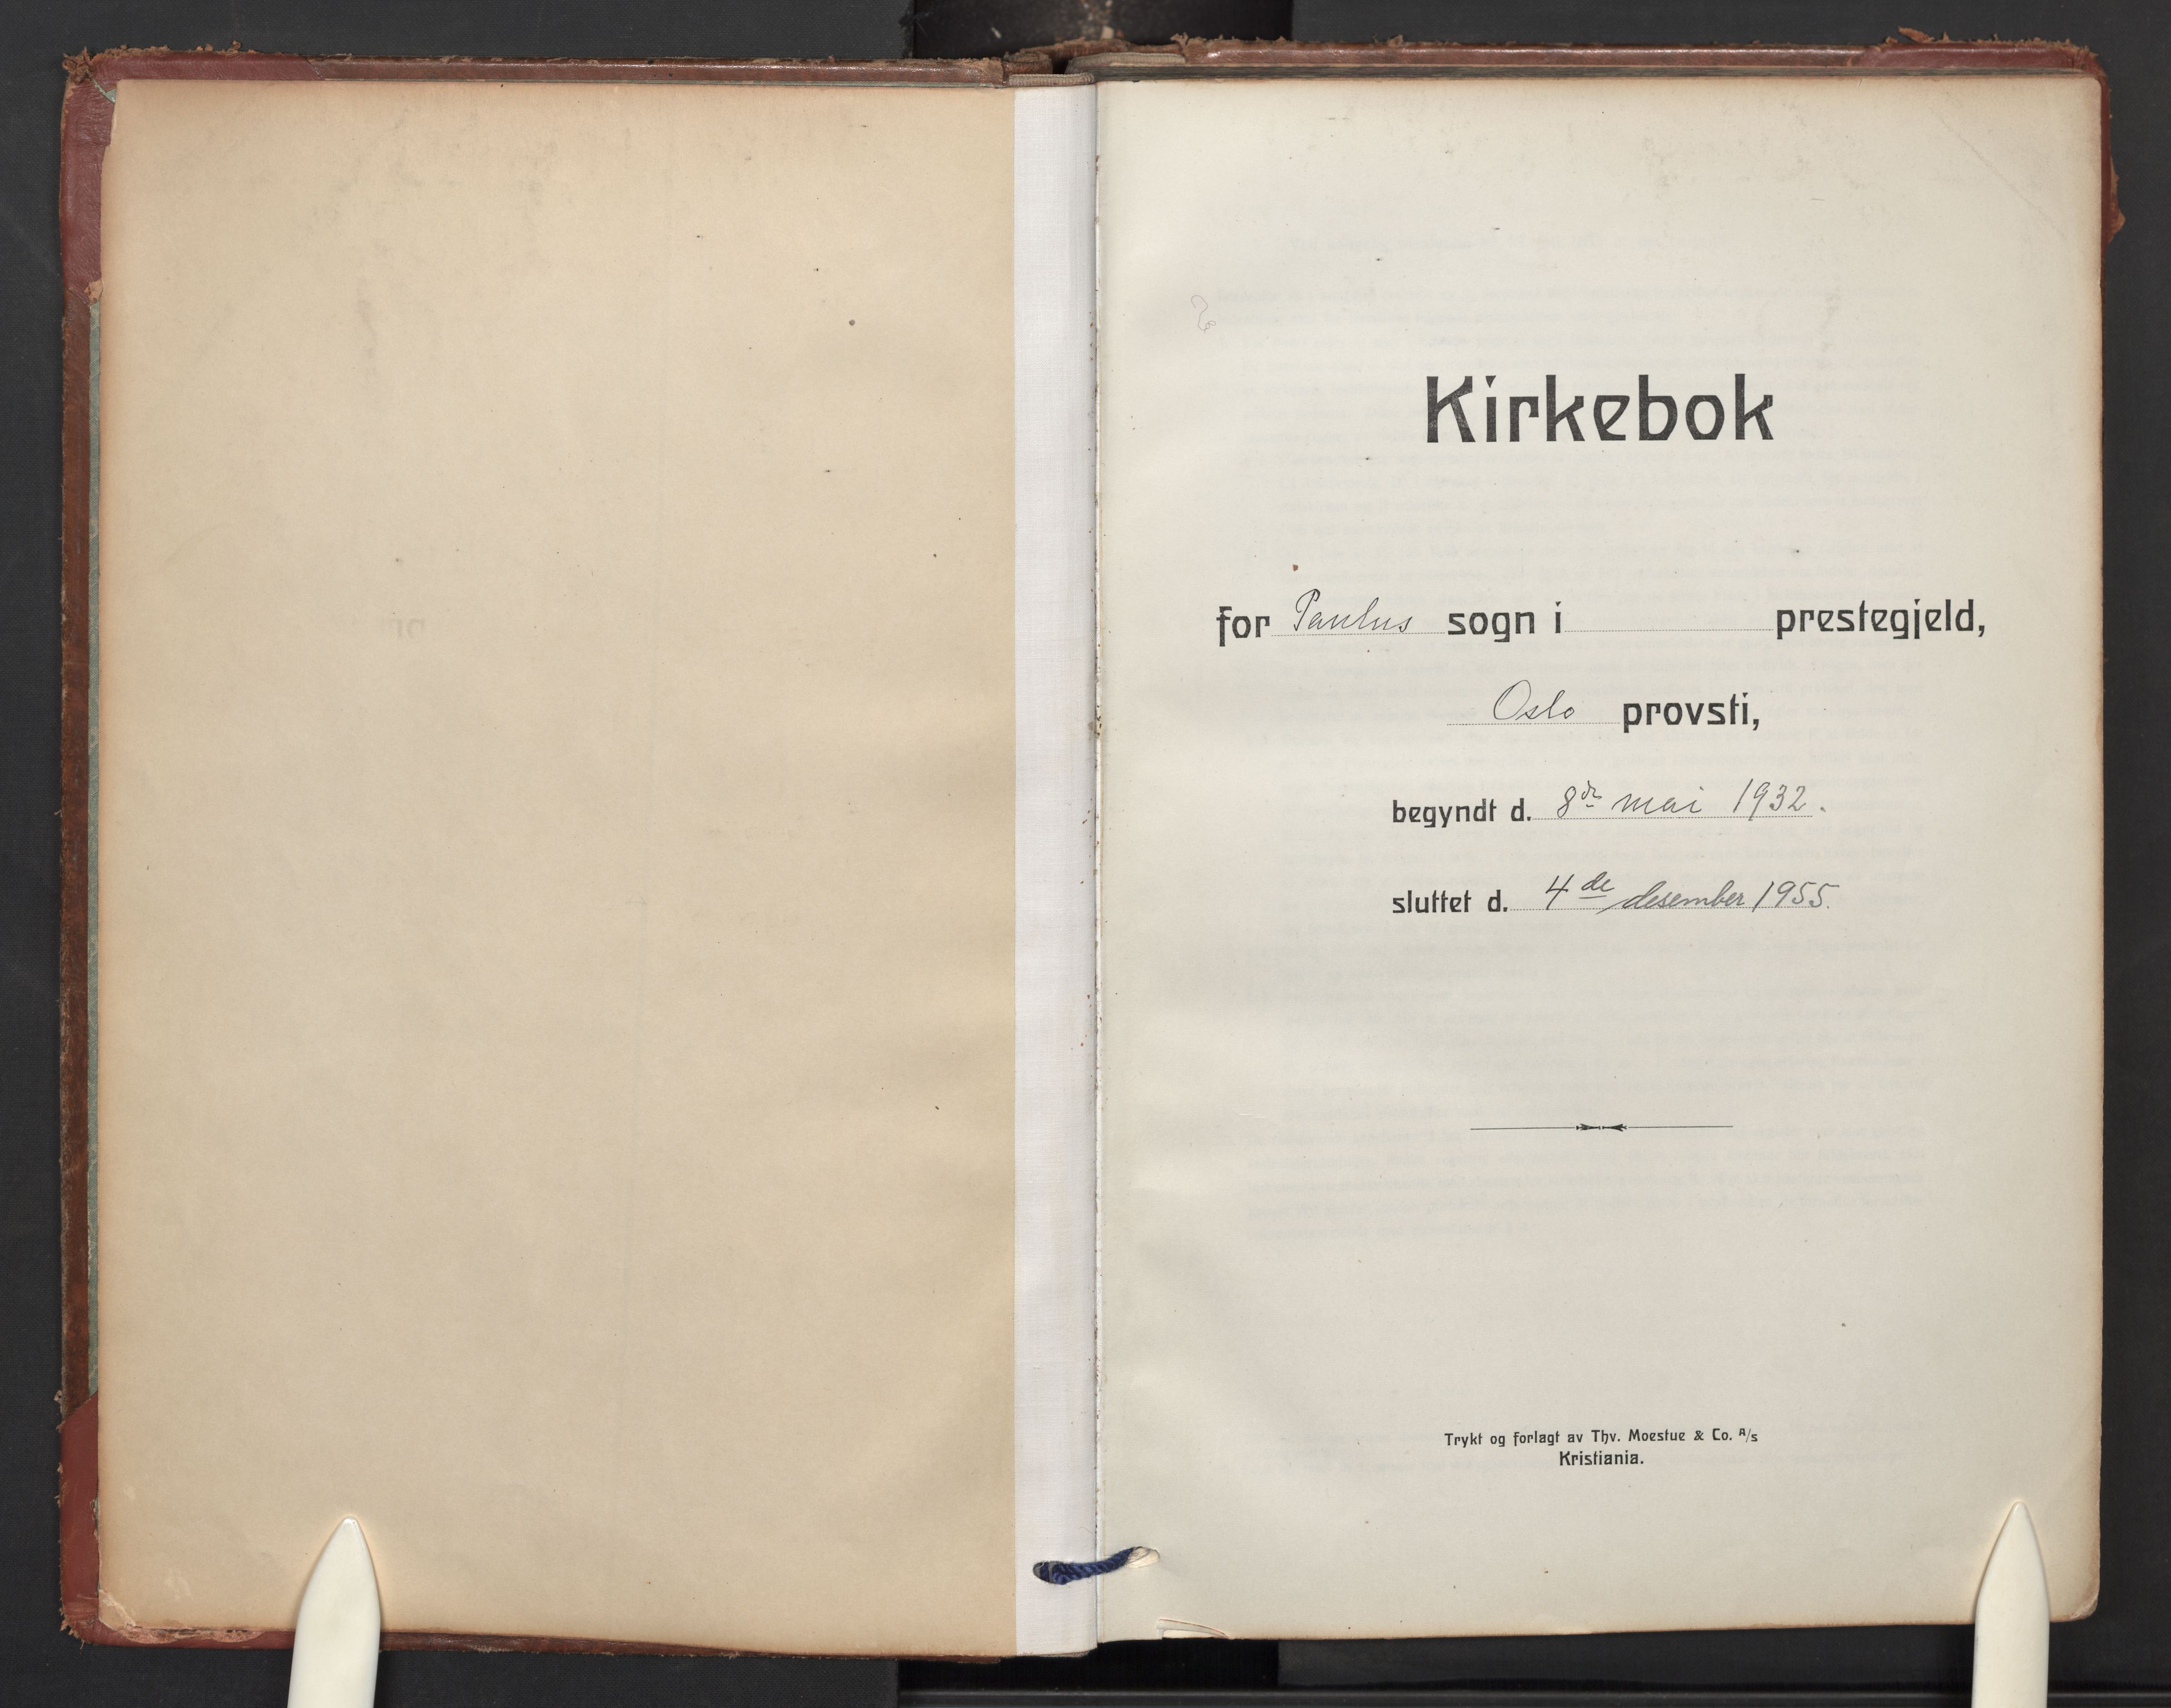 Kirkebok
for Paulus sogn i prestegjeld,
Oslo provsti,
begyndt d. 8de mai 1932.
sluttet d. 4de desember 1955.
Trykt og forlagt av Thv. Moestue & Co. A/s
Kristiania.